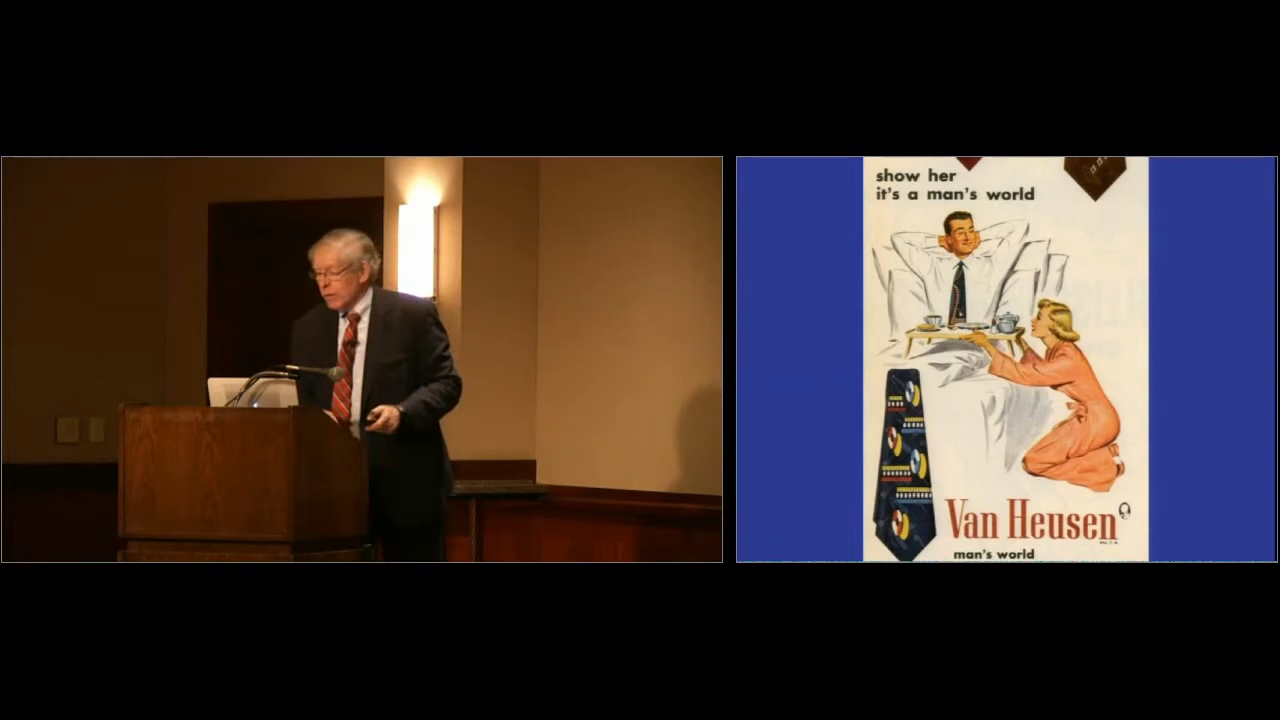 show her
it's a man's world
Van Heusen
man's world